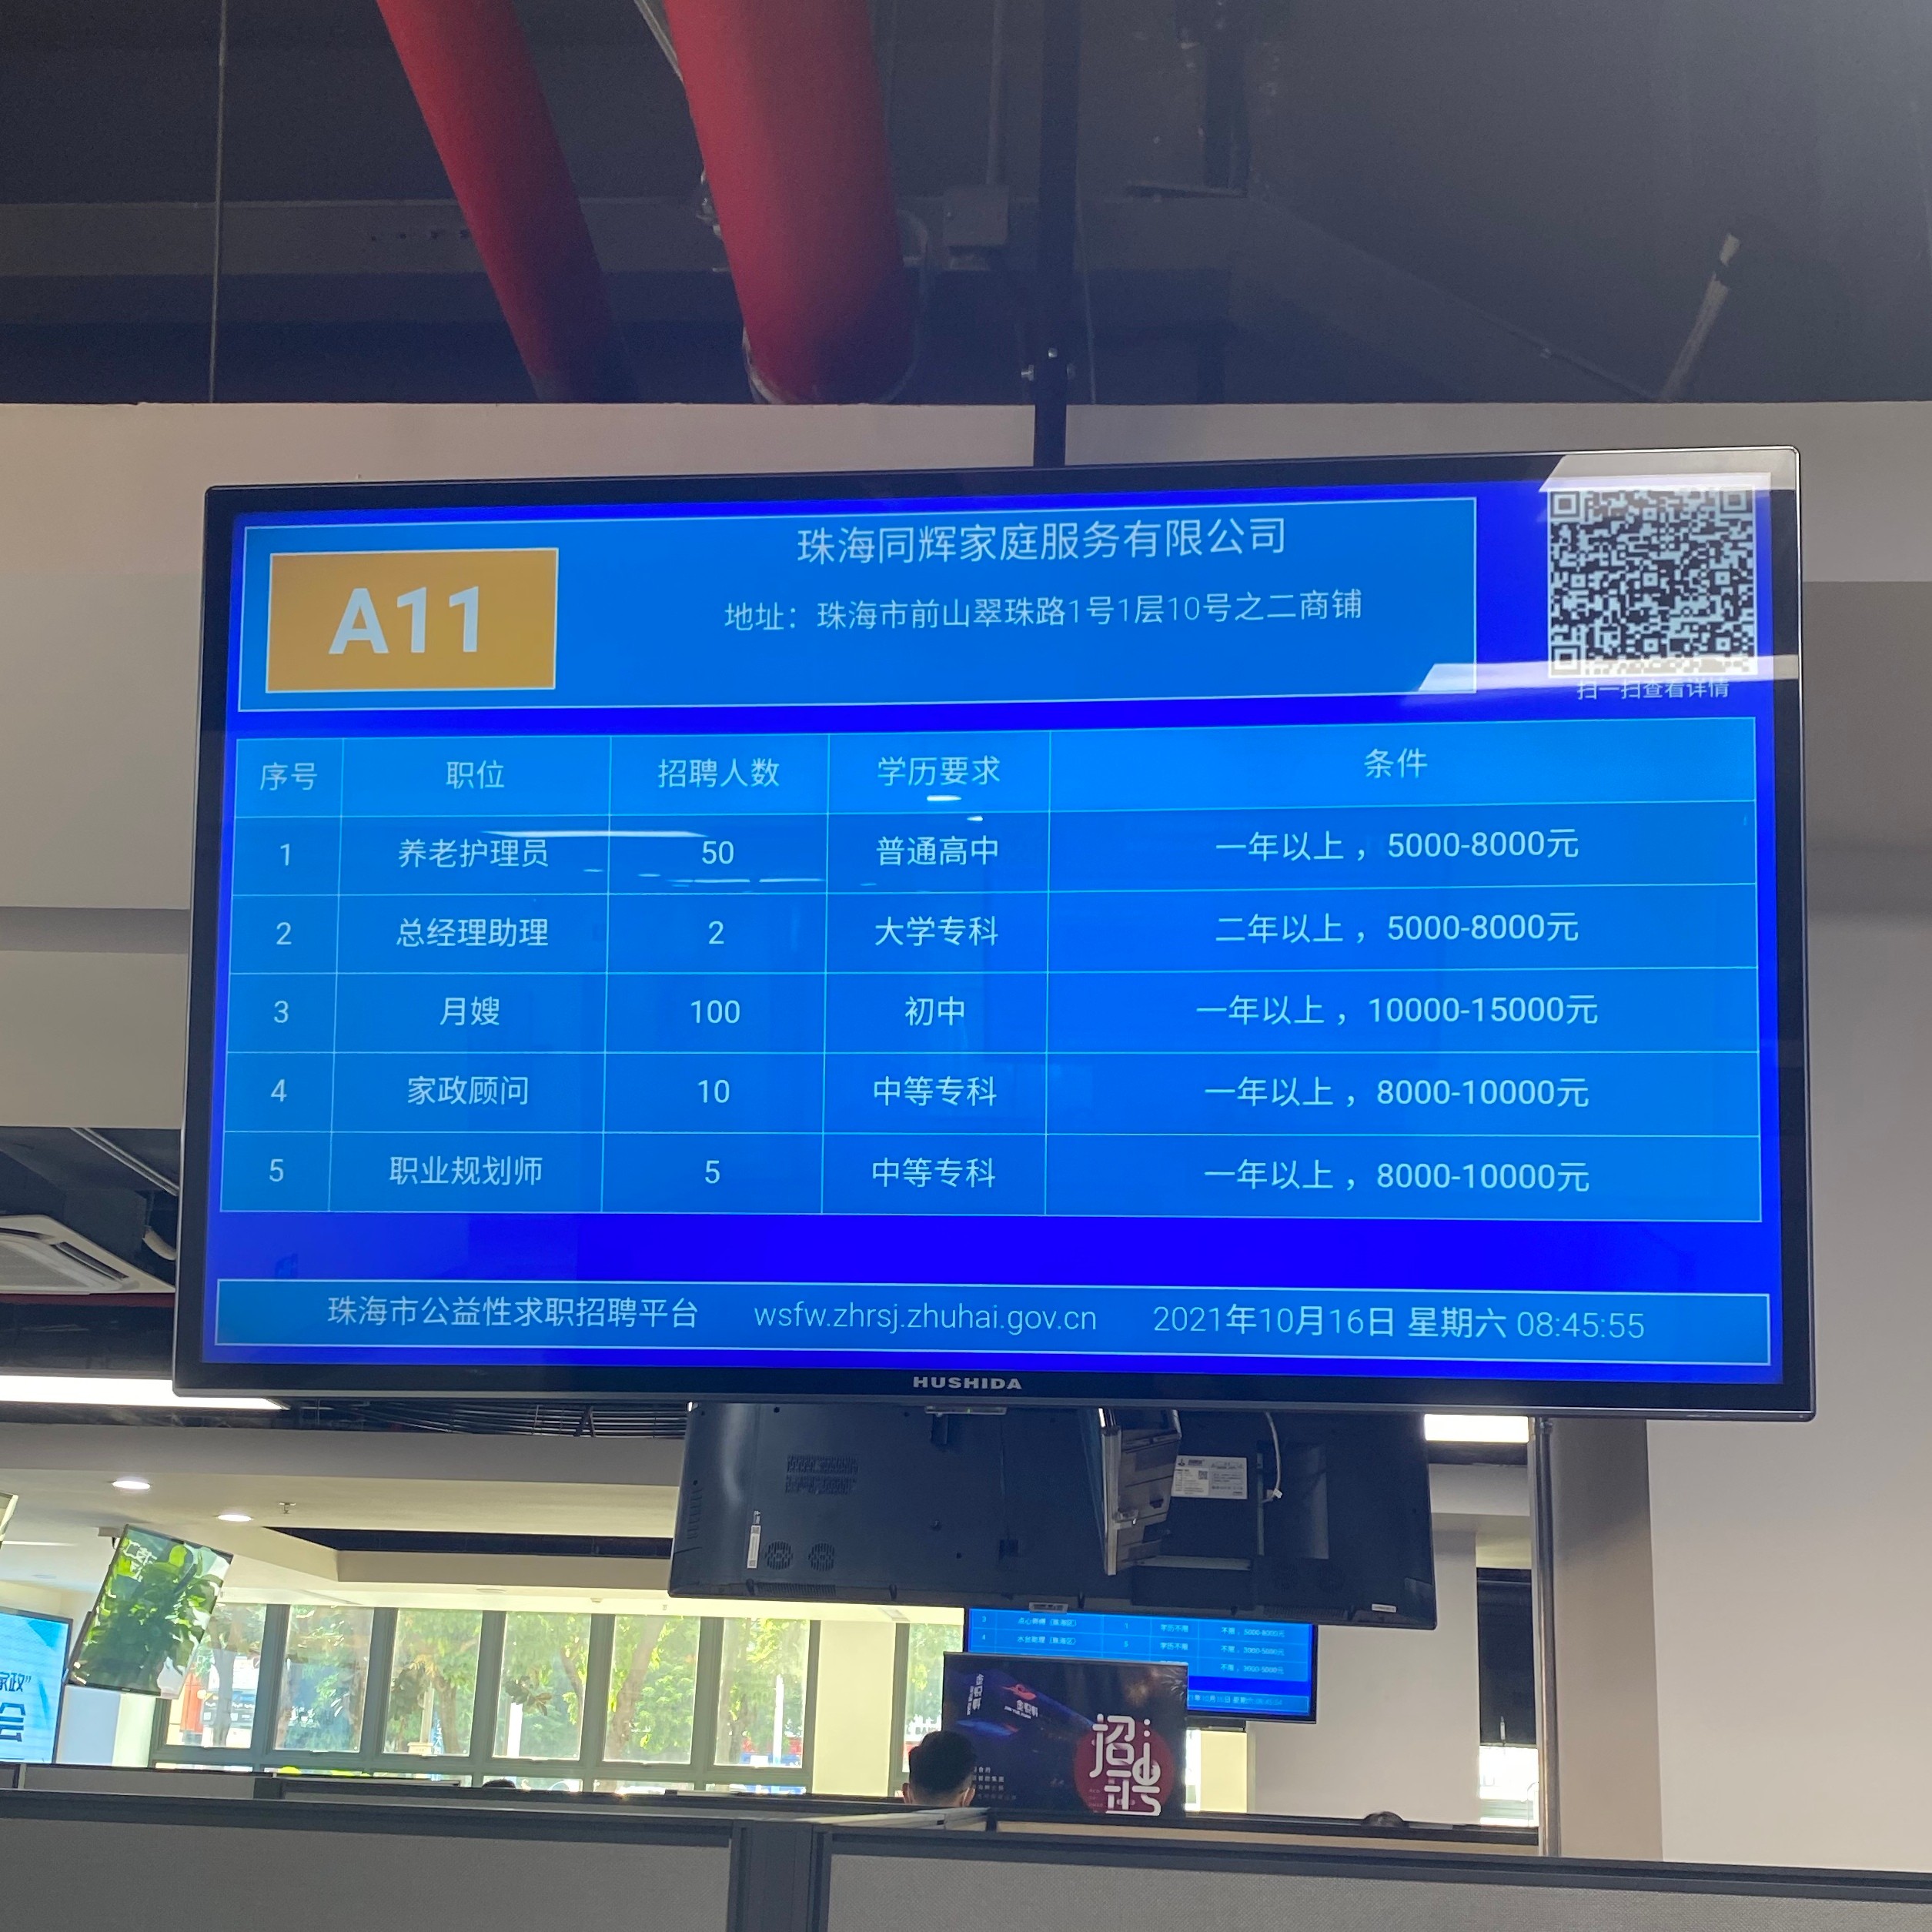 珠海同辉家庭服务有限公司
A11
地址：珠海市前山翠珠路1号1层10号之二商铺
扫一扫查看详情
序号 职位 招聘人数 学历要求 条件
1 养老护理员 50 普通高中 一年以上，5000-8000元
2 总经理助理 2 大学专科 二年以上，5000-8000元
3 月嫂 100 初中 一年以上，10000-15000元
4 家政顾问 10 中等专科 一年以上，8000-10000元
5 职业规划师 5 中等专科 一年以上，8000-10000元
珠海市公益性求职招聘平台 wsfw.zhrsj.zhuhai.gov.cn 2021年10月16日 星期六 08:45:55
HUSHIDA
家政”
会
招聘